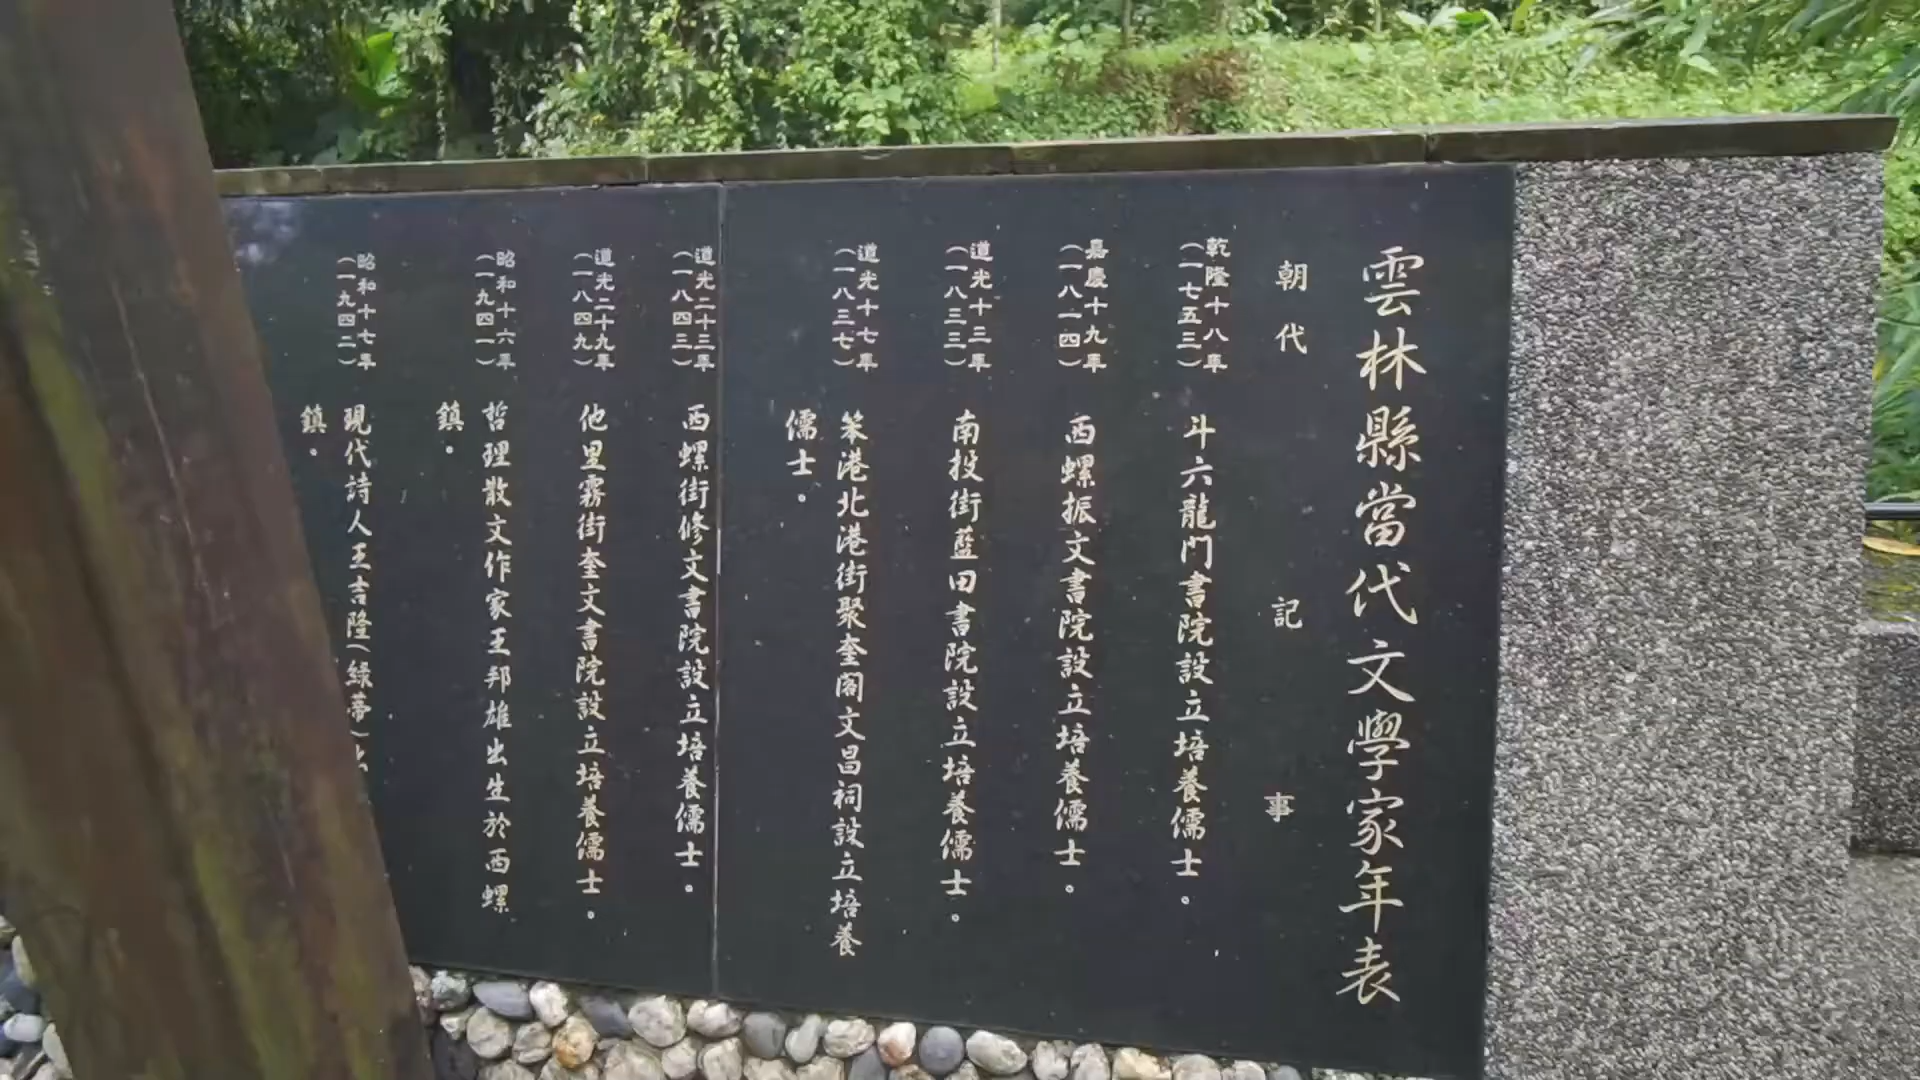 雲林縣當代文學家年表
朝代 記事
乾隆十八年
(一七五三)
斗六龍門書院設立培養儒士。
嘉慶十九年
(一八一四)
西螺振文書院設立培養儒士。
道光十三年
(一八三三)
南投街藍田書院設立培養儒士。
道光十七年
(一八三七)
笨港北港街聚奎閣文昌祠設立培養
儒士。
道光二十三年
(一八四三)
西螺街修文書院設立培養儒士。
道光二十九年
(一八四九)
他里霧街奎文書院設立培養儒士。
昭和十六年
(一九四一)
哲理散文作家王邦雄出生於西螺
鎮。
昭和十七年
(一九四二)
現代詩人王吉隆(綠蒂)
鎮。